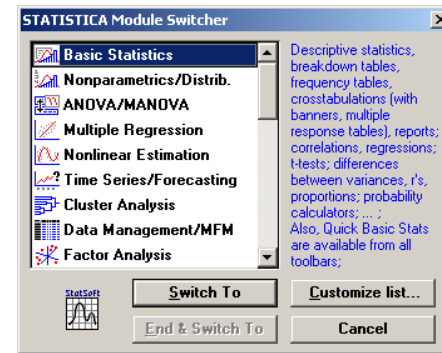 STATISTICA Module Switcher
Basic Statistics
Nonparametrics/Distrib.
ANOVA/MANOVA
Multiple Regression
Nonlinear Estimation
Time Series/Forecasting
Cluster Analysis
Data Management/MFM
Factor Analysis
Descriptive statistics,
breakdown tables,
frequency tables,
crosstabulations (with
banners, multiple
response tables), reports;
correlations, regressions;
t-tests; differences
between variances, r's,
proportions; probability
calculators; ... ;
Also, Quick Basic Stats
are available from all
toolbars;
StatSoft
Switch To
Customize list...
End & Switch To
Cancel